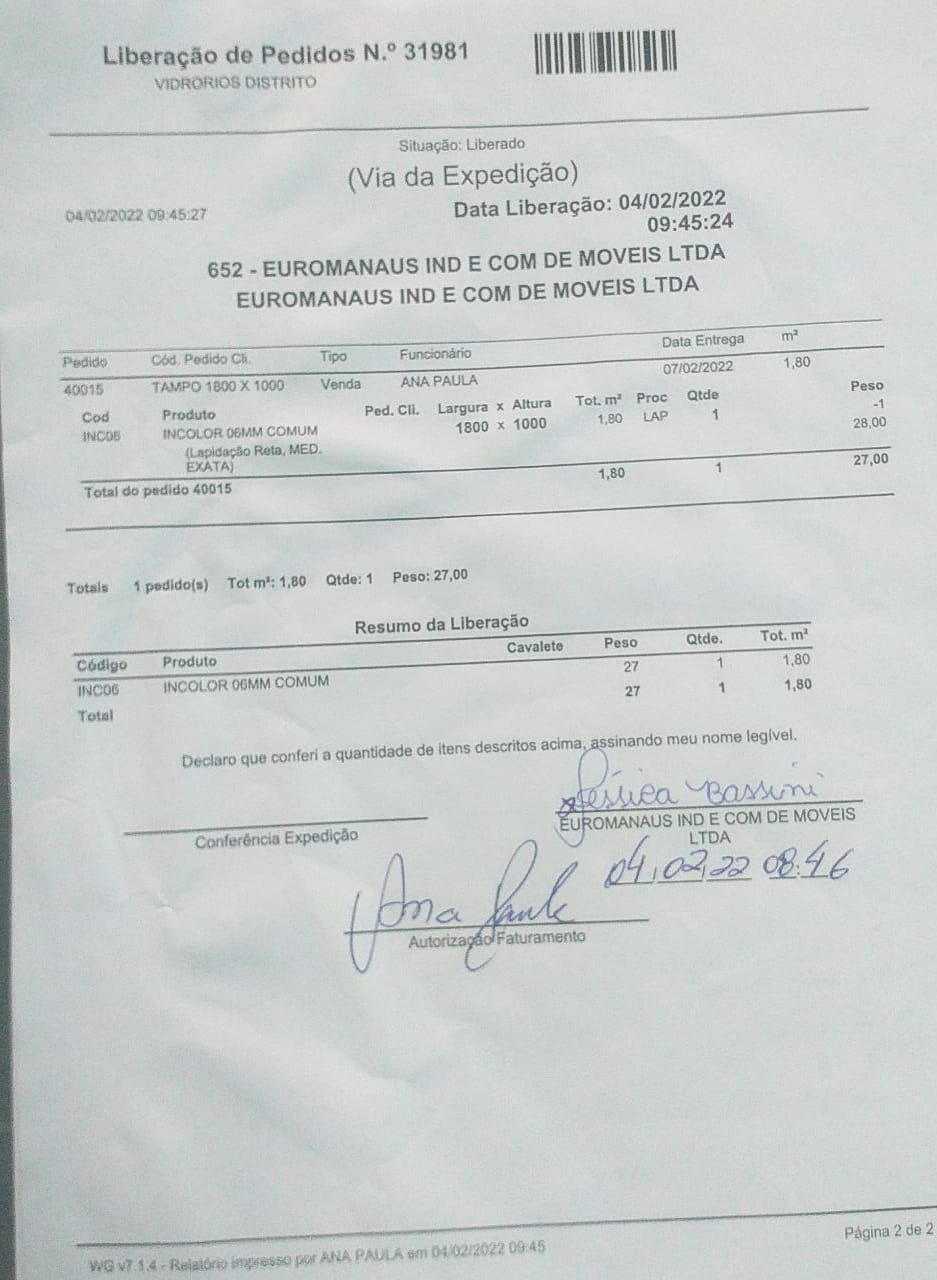 Liberação de Pedidos N.º 31981
VIDRORIOS DISTRITO
Situação: Liberado
(Via da Expedição)
04/02/2022 09:45:27 Data Liberação: 04/02/2022
09:45:24
652 - EUROMANAUS IND E COM DE MOVEIS LTDA
EUROMANAUS IND E COM DE MOVEIS LTDA
Pedido Cód. Pedido Cli. Tipo Funcionário Data Entrega m²
40015 TAMPO 1800 X 1000 Venda ANA PAULA 07/02/2022 1,80
Cod Produto Ped. Cli. Largura x Altura Tot. m² Proc Qtde Peso
INC06 INCOLOR 06MM COMUM 1800 x 1000 1,80 LAP 1 -1
(Lapidação Reta, MED. 28,00
EXATA)
Total do pedido 40015 1,80 1 27,00
Totais 1 pedido(s) Tot m²: 1,80 Qtde: 1 Peso: 27,00
Resumo da Liberação
Código Produto Cavalete Peso Qtde. Tot. m²
INC06 INCOLOR 06MM COMUM 27 1 1,80
Total 27 1 1,80
Declaro que conferi a quantidade de itens descritos acima, assinando meu nome legível.
Jéssica Bassini
Conferência Expedição EUROMANAUS IND E COM DE MOVEIS
LTDA
04/02/22 08:46
Ana Paula
Autorização Faturamento
Página 2 de 2
WG v7.1.4 - Relatório impresso por ANA PAULA em 04/02/2022 09:45